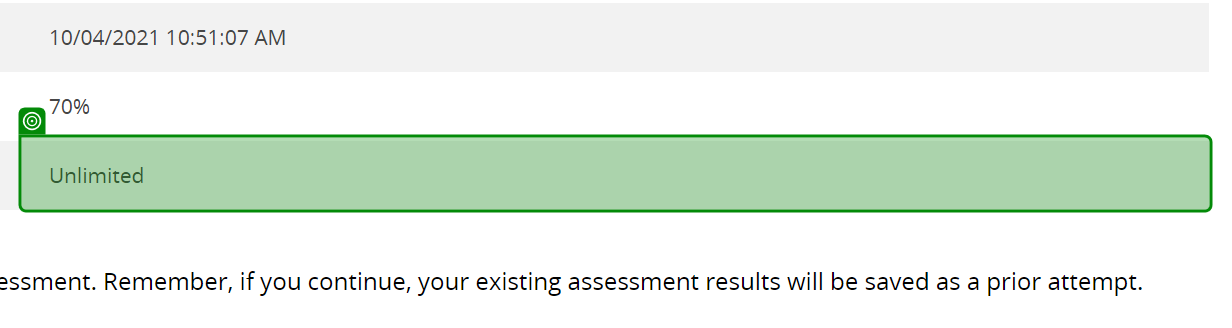 10/04/2021 10:51:07 AM
70%
Unlimited
essment. Remember, if you continue, your existing assessment results will be saved as a prior attempt.